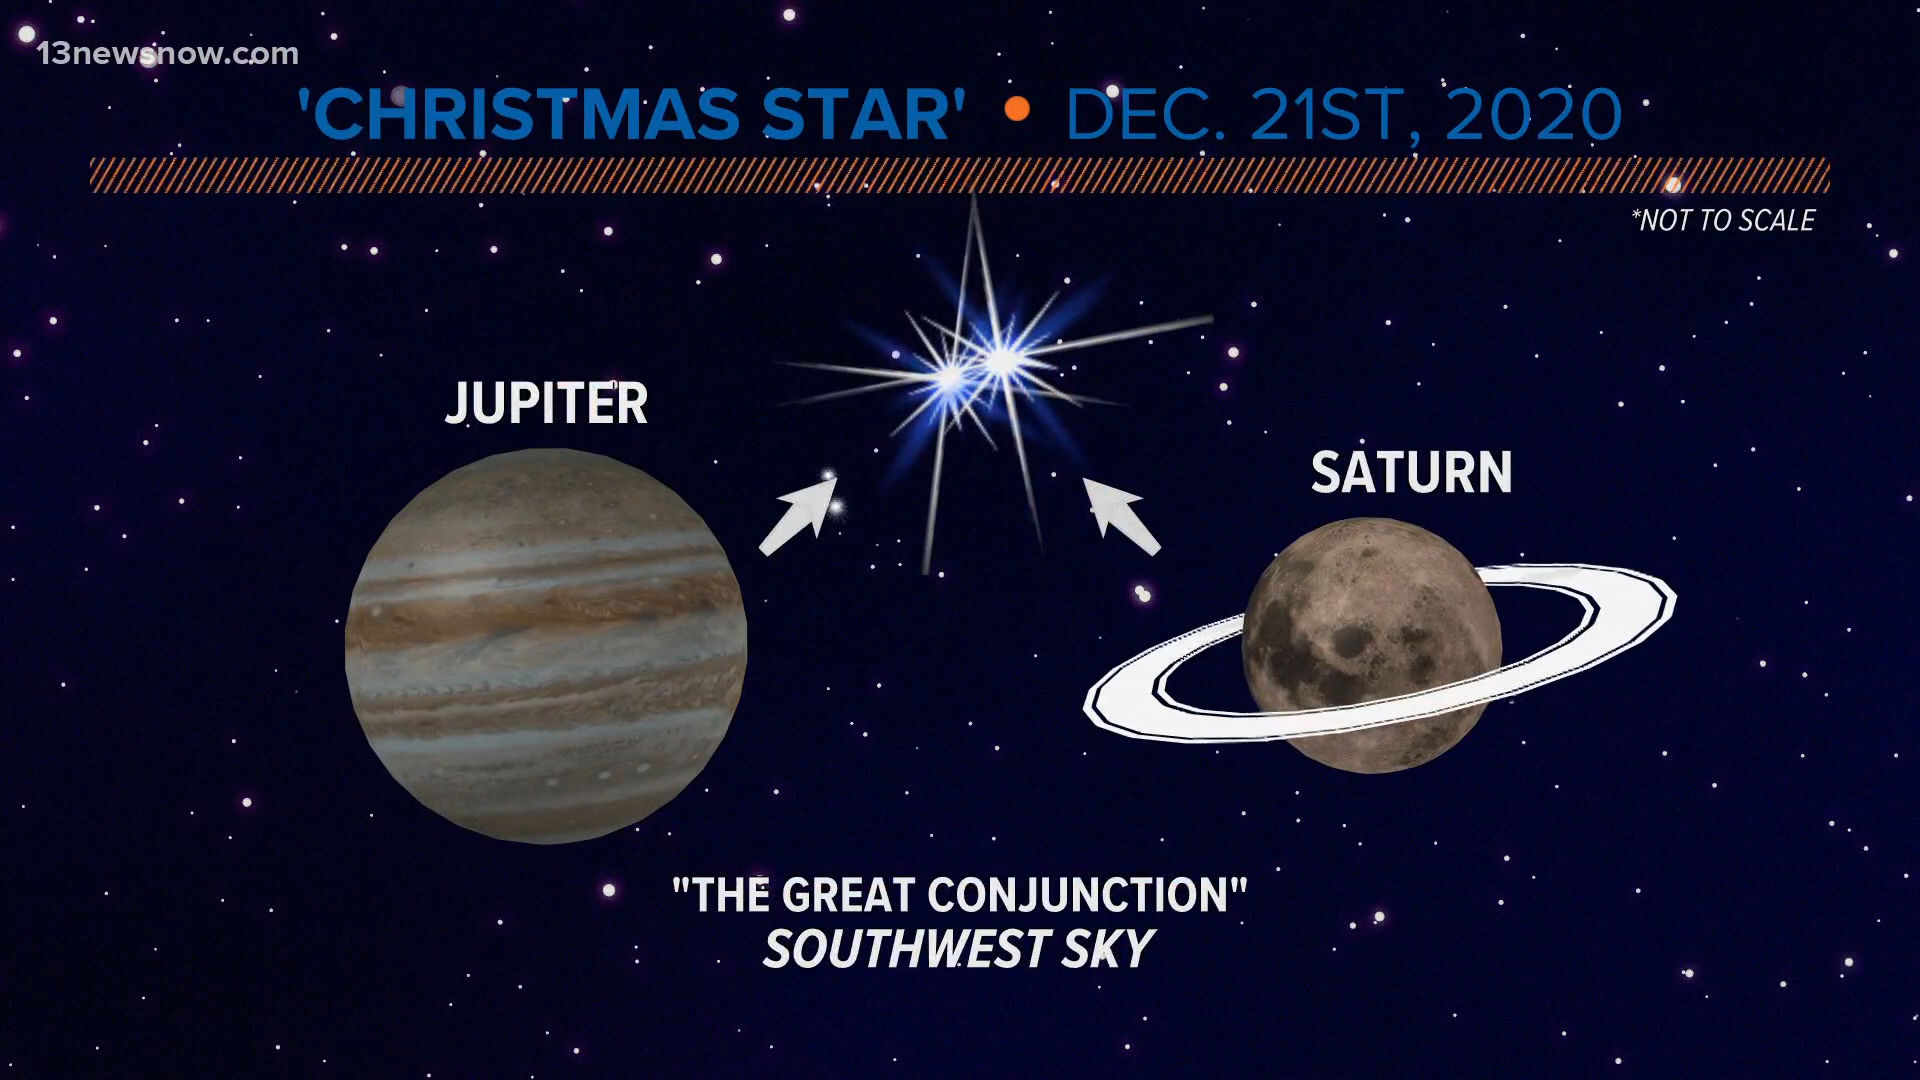 13newsnow.com
'CHRISTMAS STAR' • DEC. 21ST, 2020
*NOT TO SCALE
JUPITER
SATURN
"THE GREAT CONJUNCTION"
SOUTHWEST SKY